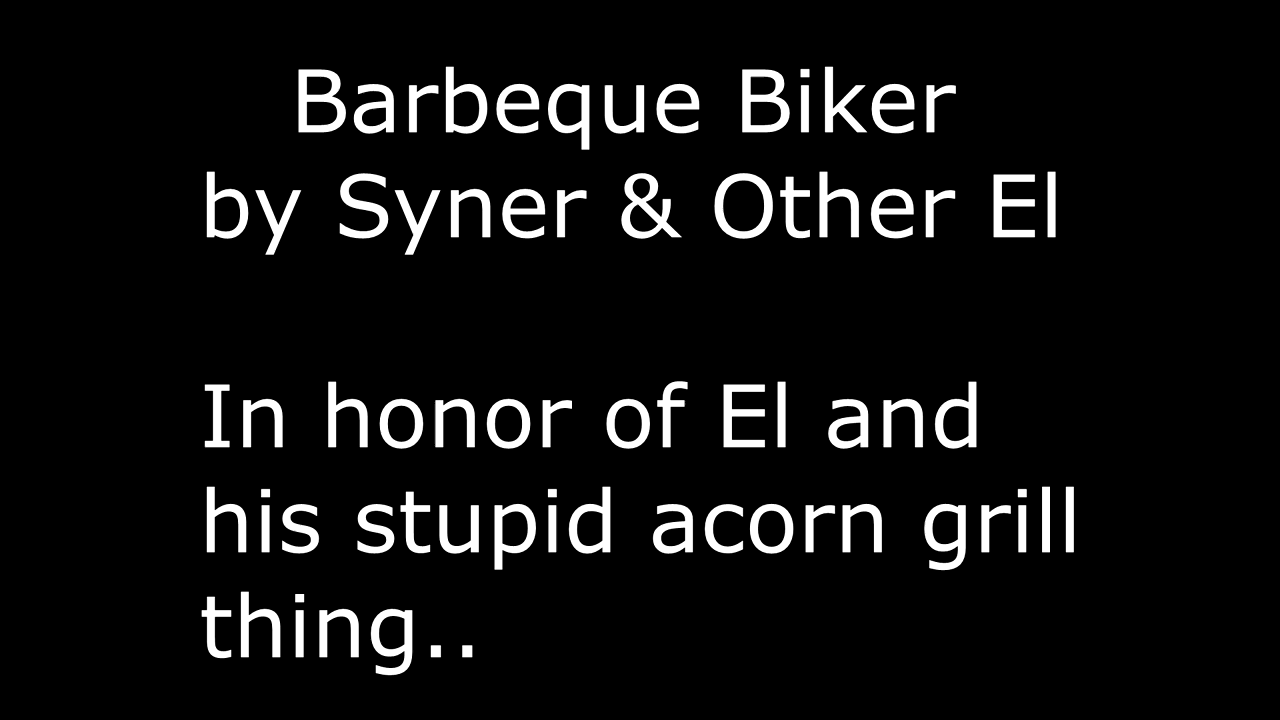 Barbeque Biker
by Syner & Other El
In honor of El and
his stupid acorn grill
thing..